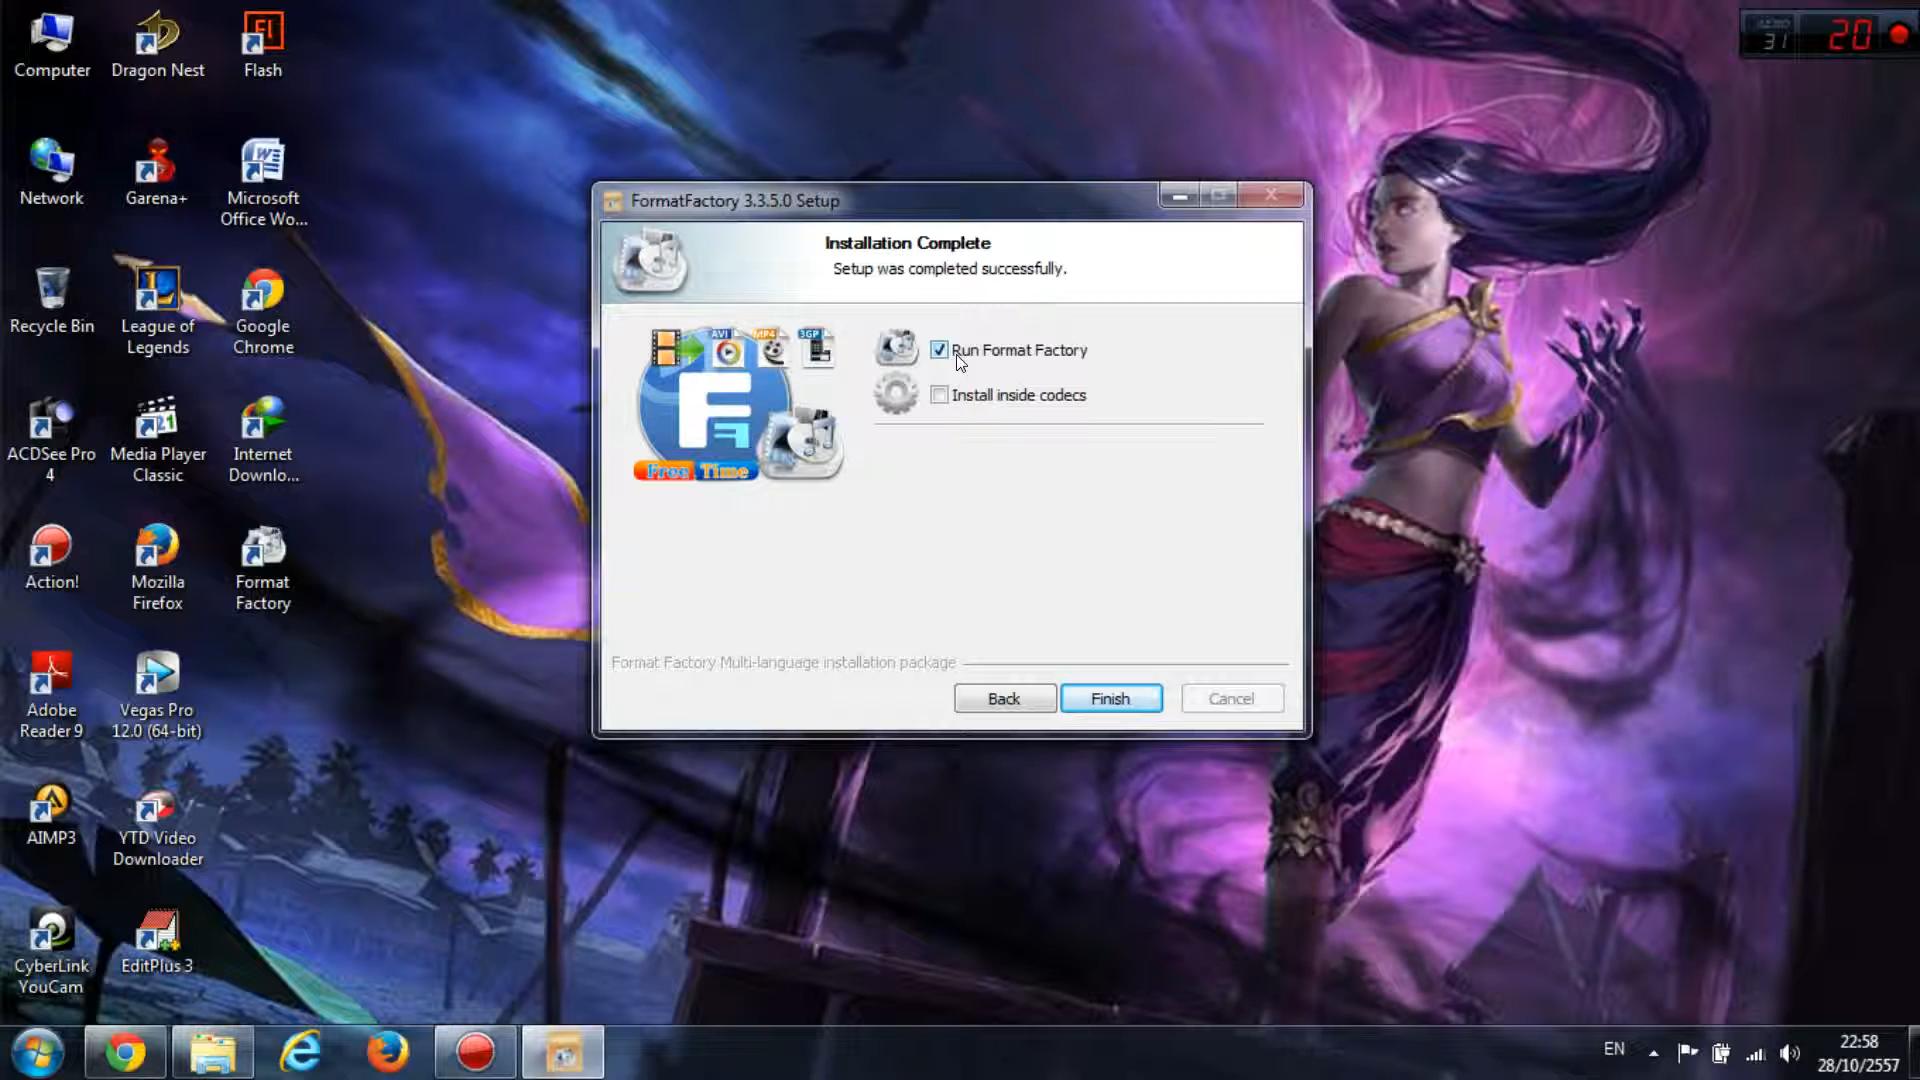 Computer
Dragon Nest
Flash
31
20
Network
Garena+
Microsoft
Office Wo...
Recycle Bin
League of
Legends
Google
Chrome
ACDSee Pro
4
Media Player
Classic
Internet
Downlo...
Action!
Mozilla
Firefox
Format
Factory
Adobe
Reader 9
Vegas Pro
12.0 (64-bit)
AIMP3
YTD Video
Downloader
CyberLink
YouCam
EditPlus 3
FormatFactory 3.3.5.0 Setup
Installation Complete
Setup was completed successfully.
AVI
MP4
3GP
Free Time
Run Format Factory
Install inside codecs
Format Factory Multi-language installation package
Back
Finish
Cancel
EN
22:58
28/10/2557